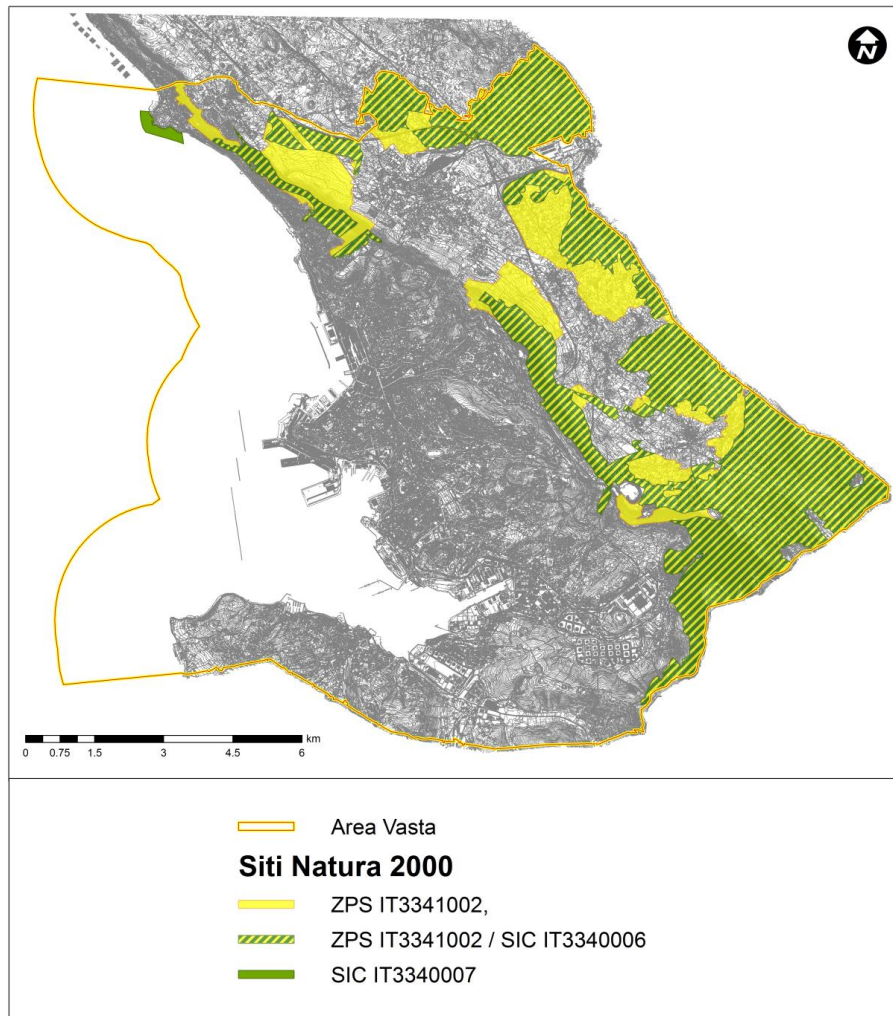 N
km
0 0.75 1.5 3 4.5 6
Area Vasta
Siti Natura 2000
ZPS IT3341002,
ZPS IT3341002 / SIC IT3340006
SIC IT3340007